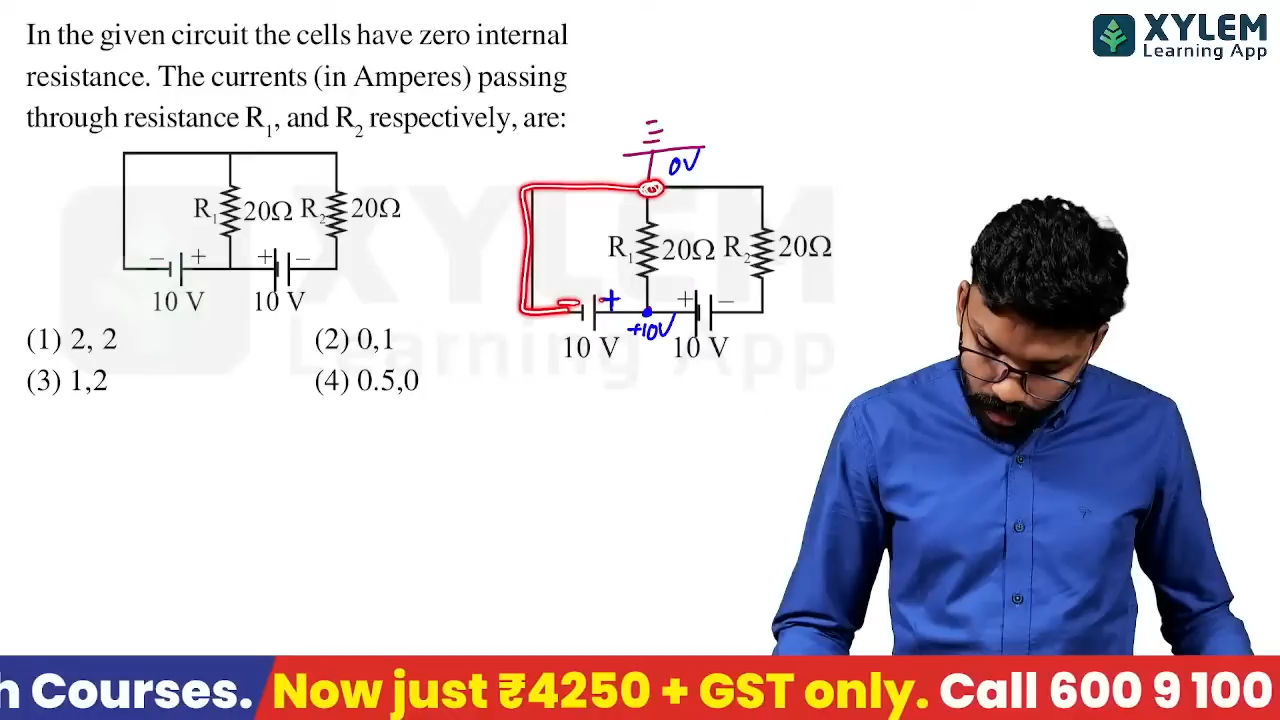 In the given circuit the cells have zero internal
resistance. The currents (in Amperes) passing
through resistance R₁, and R₂ respectively, are:
R₁ 20Ω R₂ 20Ω
− + + −
10 V 10 V
(1) 2, 2 (2) 0,1
(3) 1,2 (4) 0.5,0
XYLEM
Learning App
0V
R₁ 20Ω R₂ 20Ω
− + + −
+10V
10 V 10 V
XYLEM
Learning App
h Courses. Now just ₹4250 + GST only. Call 600 9 100